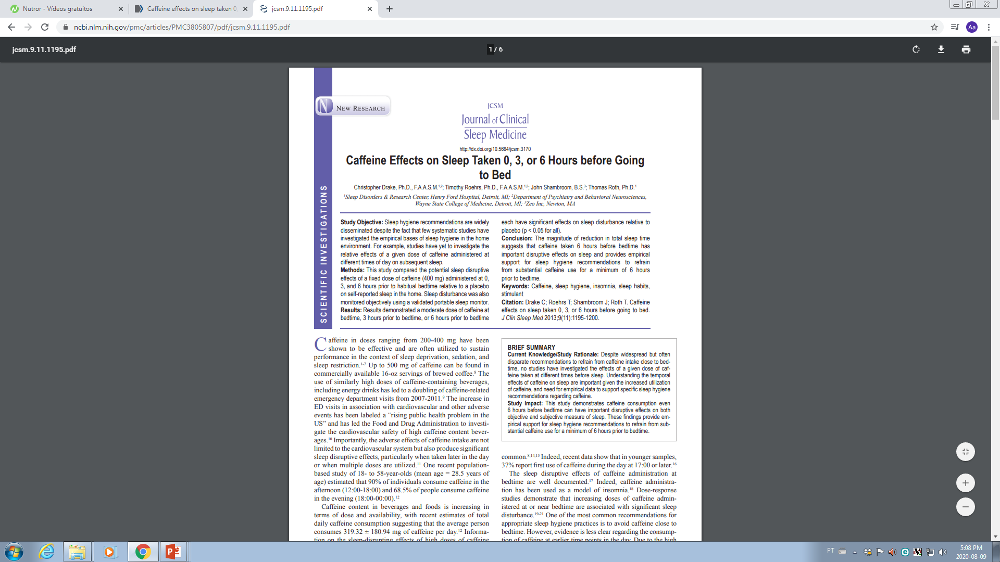 Nutror - Vídeos gratuitos
Caffeine effects on sleep taken 0,
jcsm.9.11.1195.pdf
ncbi.nlm.nih.gov/pmc/articles/PMC3805807/pdf/jcsm.9.11.1195.pdf
Aa
jcsm.9.11.1195.pdf
1 / 6
N NEW RESEARCH
JCSM
Journal of Clinical
Sleep Medicine
http://dx.doi.org/10.5664/jcsm.3170
Caffeine Effects on Sleep Taken 0, 3, or 6 Hours before Going
to Bed
Christopher Drake, Ph.D., F.A.A.S.M.1,2; Timothy Roehrs, Ph.D., F.A.A.S.M.1,2; John Shambroom, B.S.3; Thomas Roth, Ph.D.1
1Sleep Disorders & Research Center, Henry Ford Hospital, Detroit, MI; 2Department of Psychiatry and Behavioral Neurosciences,
Wayne State College of Medicine, Detroit, MI; 3Zeo Inc, Newton, MA
SCIENTIFIC INVESTIGATIONS
Study Objective: Sleep hygiene recommendations are widely
disseminated despite the fact that few systematic studies have
investigated the empirical bases of sleep hygiene in the home
environment. For example, studies have yet to investigate the
relative effects of a given dose of caffeine administered at
different times of day on subsequent sleep.
Methods: This study compared the potential sleep disruptive
effects of a fixed dose of caffeine (400 mg) administered at 0,
3, and 6 hours prior to habitual bedtime relative to a placebo
on self-reported sleep in the home. Sleep disturbance was also
monitored objectively using a validated portable sleep monitor.
Results: Results demonstrated a moderate dose of caffeine at
bedtime, 3 hours prior to bedtime, or 6 hours prior to bedtime
each have significant effects on sleep disturbance relative to
placebo (p < 0.05 for all).
Conclusion: The magnitude of reduction in total sleep time
suggests that caffeine taken 6 hours before bedtime has
important disruptive effects on sleep and provides empirical
support for sleep hygiene recommendations to refrain
from substantial caffeine use for a minimum of 6 hours
prior to bedtime.
Keywords: Caffeine, sleep hygiene, insomnia, sleep habits,
stimulant
Citation: Drake C; Roehrs T; Shambroom J; Roth T. Caffeine
effects on sleep taken 0, 3, or 6 hours before going to bed.
J Clin Sleep Med 2013;9(11):1195-1200.
Caffeine in doses ranging from 200-400 mg have been
shown to be effective and are often utilized to sustain
performance in the context of sleep deprivation, sedation, and
sleep restriction.1-7 Up to 500 mg of caffeine can be found in
commercially available 16-oz servings of brewed coffee.8 The
use of similarly high doses of caffeine-containing beverages,
including energy drinks has led to a doubling of caffeine-related
emergency department visits from 2007-2011.9 The increase in
ED visits in association with cardiovascular and other adverse
events has been labeled a “rising public health problem in the
US” and has led the Food and Drug Administration to investi-
gate the cardiovascular safety of high caffeine content bever-
ages.10 Importantly, the adverse effects of caffeine intake are not
limited to the cardiovascular system but also produce significant
sleep disruptive effects, particularly when taken later in the day
or when multiple doses are utilized.11 One recent population-
based study of 18- to 58-year-olds (mean age = 28.5 years of
age) estimated that 90% of individuals consume caffeine in the
afternoon (12:00-18:00) and 68.5% of people consume caffeine
in the evening (18:00-00:00).12
Caffeine content in beverages and foods is increasing in
terms of dose and availability, with recent estimates of total
daily caffeine consumption suggesting that the average person
consumes 319.32 ± 180.94 mg of caffeine per day.12 Informa-
tion on the sleep-disrupting effects of high doses of caffeine
BRIEF SUMMARY
Current Knowledge/Study Rationale: Despite widespread but often
disparate recommendations to refrain from caffeine intake close to bed-
time, no studies have investigated the effects of a given dose of caf-
feine taken at different times before sleep. Understanding the temporal
effects of caffeine on sleep are important given the increased utilization
of caffeine, and need for empirical data to support specific sleep hygiene
recommendations regarding caffeine.
Study Impact: This study demonstrates caffeine consumption even
6 hours before bedtime can have important disruptive effects on both
objective and subjective measure of sleep. These findings provide em-
pirical support for sleep hygiene recommendations to refrain from sub-
stantial caffeine use for a minimum of 6 hours prior to bedtime.
common.8,14,15 Indeed, recent data show that in younger samples,
37% report first use of caffeine during the day at 17:00 or later.16
The sleep disruptive effects of caffeine administration at
bedtime are well documented.17 Indeed, caffeine administra-
tion has been used as a model of insomnia.18 Dose-response
studies demonstrate that increasing doses of caffeine admin-
istered at or near bedtime are associated with significant sleep
disturbance.19-21 One of the most common recommendations for
appropriate sleep hygiene practices is to avoid caffeine close to
bedtime. However, evidence is less clear regarding the consump-
tion of caffeine at earlier time points in the day. Due to the high
PT
5:08 PM
2020-08-09